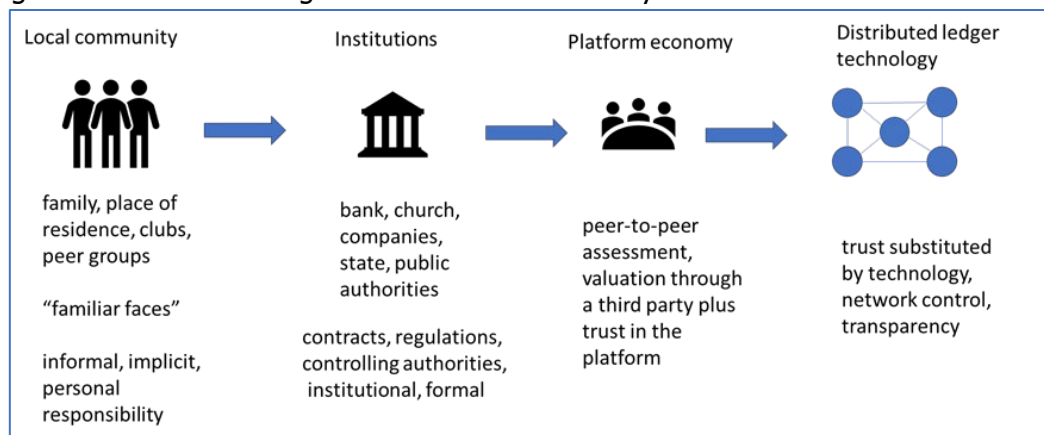 Local community
family, place of
residence, clubs,
peer groups
“familiar faces”
informal, implicit,
personal
responsibility
Institutions
bank, church,
companies,
state, public
authorities
contracts, regulations,
controlling authorities,
institutional, formal
Platform economy
peer-to-peer
assessment,
valuation through
a third party plus
trust in the
platform
Distributed ledger
technology
trust substituted
by technology,
network control,
transparency